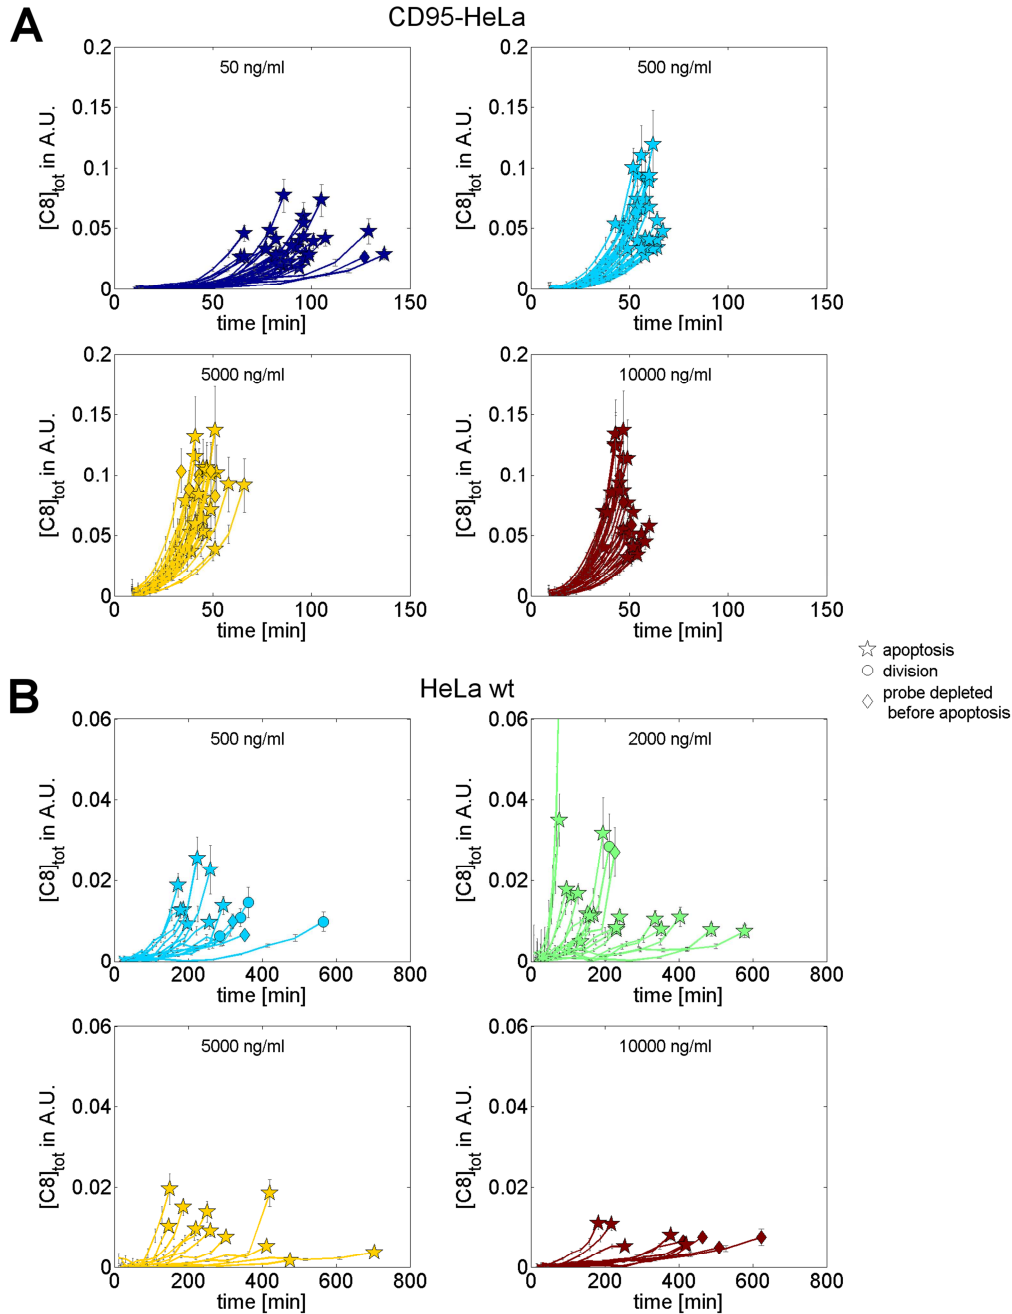 A
CD95-HeLa
50 ng/ml
[C8]tot in A.U.
0.2
0.15
0.1
0.05
0
0 50 100 150
time [min]
500 ng/ml
[C8]tot in A.U.
0.2
0.15
0.1
0.05
0
0 50 100 150
time [min]
5000 ng/ml
[C8]tot in A.U.
0.2
0.15
0.1
0.05
0
0 50 100 150
time [min]
10000 ng/ml
[C8]tot in A.U.
0.2
0.15
0.1
0.05
0
0 50 100 150
time [min]
apoptosis
division
probe depleted
before apoptosis
B
HeLa wt
500 ng/ml
[C8]tot in A.U.
0.06
0.04
0.02
0
0 200 400 600 800
time [min]
2000 ng/ml
[C8]tot in A.U.
0.06
0.04
0.02
0
0 200 400 600 800
time [min]
5000 ng/ml
[C8]tot in A.U.
0.06
0.04
0.02
0
0 200 400 600 800
time [min]
10000 ng/ml
[C8]tot in A.U.
0.06
0.04
0.02
0
0 200 400 600 800
time [min]